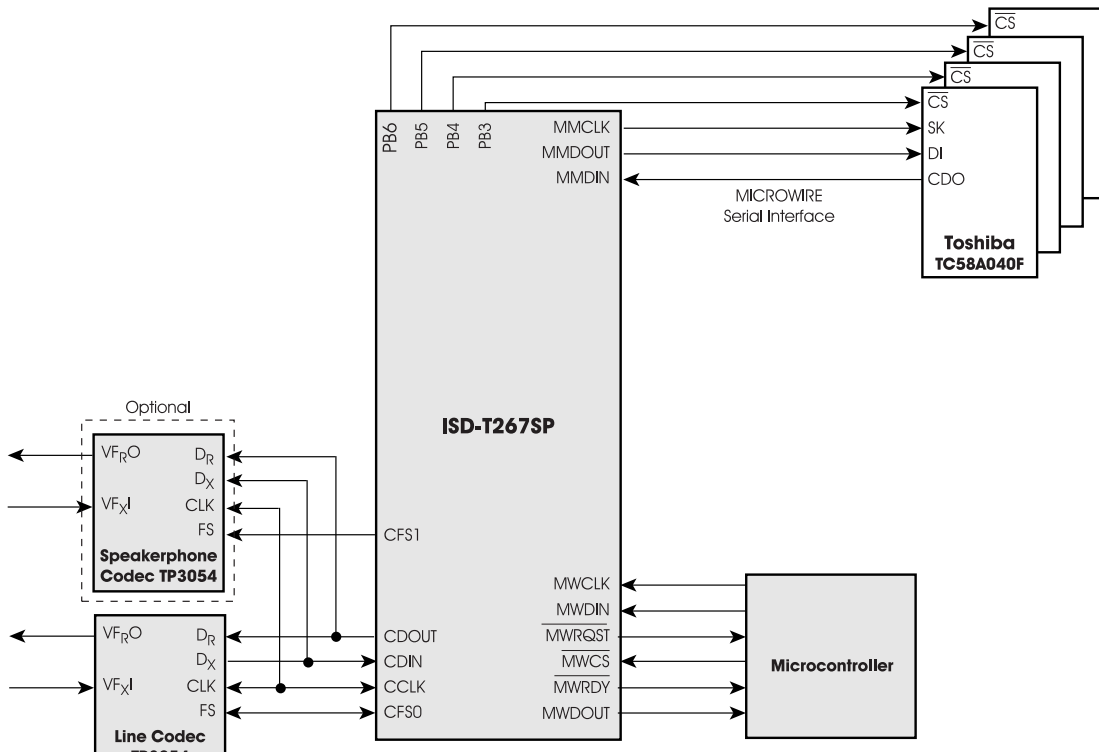 CS
CS
CS
CS
SK
DI
CDO
Toshiba
TC58A040F
PB6
PB5
PB4
PB3
MMCLK
MMDOUT
MMDIN
MICROWIRE
Serial Interface
ISD-T267SP
Optional
VFRO
DR
DX
VFXI
CLK
FS
Speakerphone
Codec TP3054
CFS1
VFRO
DR
DX
VFXI
CLK
FS
Line Codec
TP3054
CDOUT
CDIN
CCLK
CFS0
MWCLK
MWDIN
MWRQST
MWCS
MWRDY
MWDOUT
Microcontroller